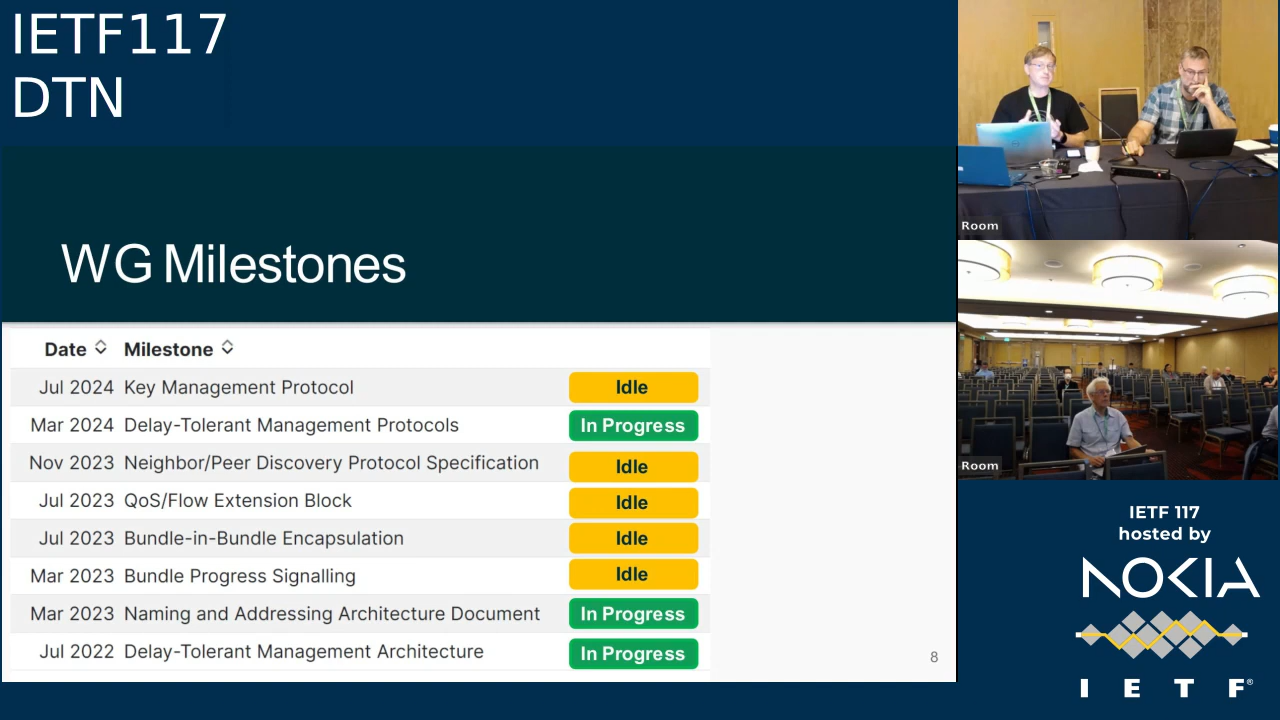 IETF117
DTN
WG Milestones
Date Milestone
Jul 2024 Key Management Protocol Idle
Mar 2024 Delay-Tolerant Management Protocols In Progress
Nov 2023 Neighbor/Peer Discovery Protocol Specification Idle
Jul 2023 QoS/Flow Extension Block Idle
Jul 2023 Bundle-in-Bundle Encapsulation Idle
Mar 2023 Bundle Progress Signalling Idle
Mar 2023 Naming and Addressing Architecture Document In Progress
Jul 2022 Delay-Tolerant Management Architecture In Progress
8
Room
Room
IETF 117
hosted by
NOKIA
IETF®